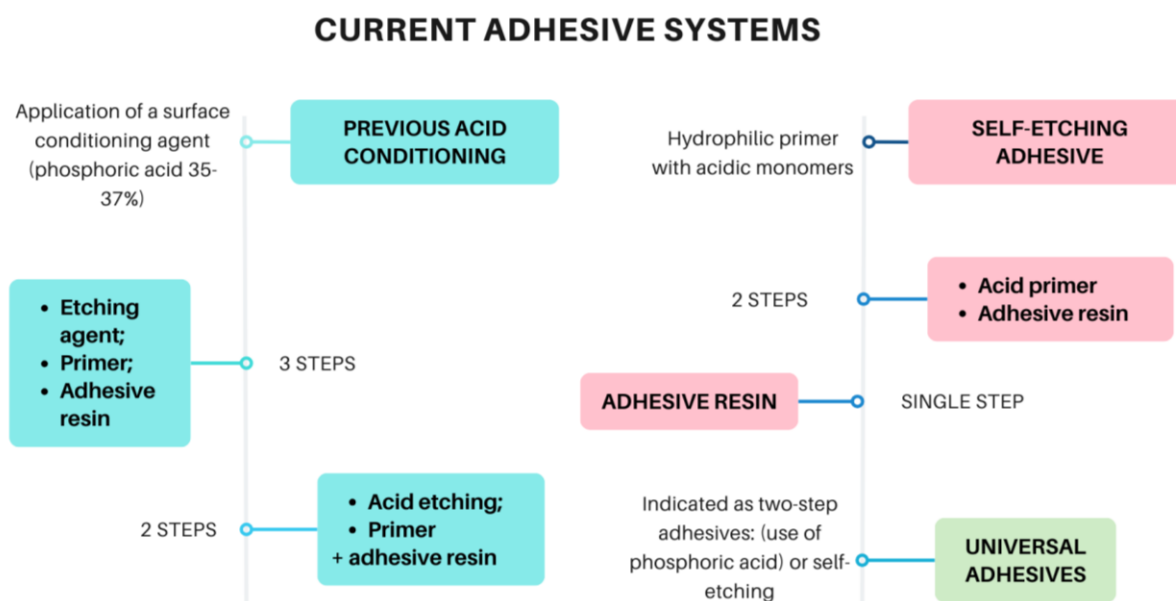 CURRENT ADHESIVE SYSTEMS
Application of a surface
conditioning agent
(phosphoric acid 35-
37%)
PREVIOUS ACID
CONDITIONING
• Etching
agent;
• Primer;
• Adhesive
resin
3 STEPS
2 STEPS
• Acid etching;
• Primer
+ adhesive resin
Hydrophilic primer
with acidic monomers
SELF-ETCHING
ADHESIVE
2 STEPS
• Acid primer
• Adhesive resin
ADHESIVE RESIN
SINGLE STEP
Indicated as two-step
adhesives: (use of
phosphoric acid) or self-
etching
UNIVERSAL
ADHESIVES